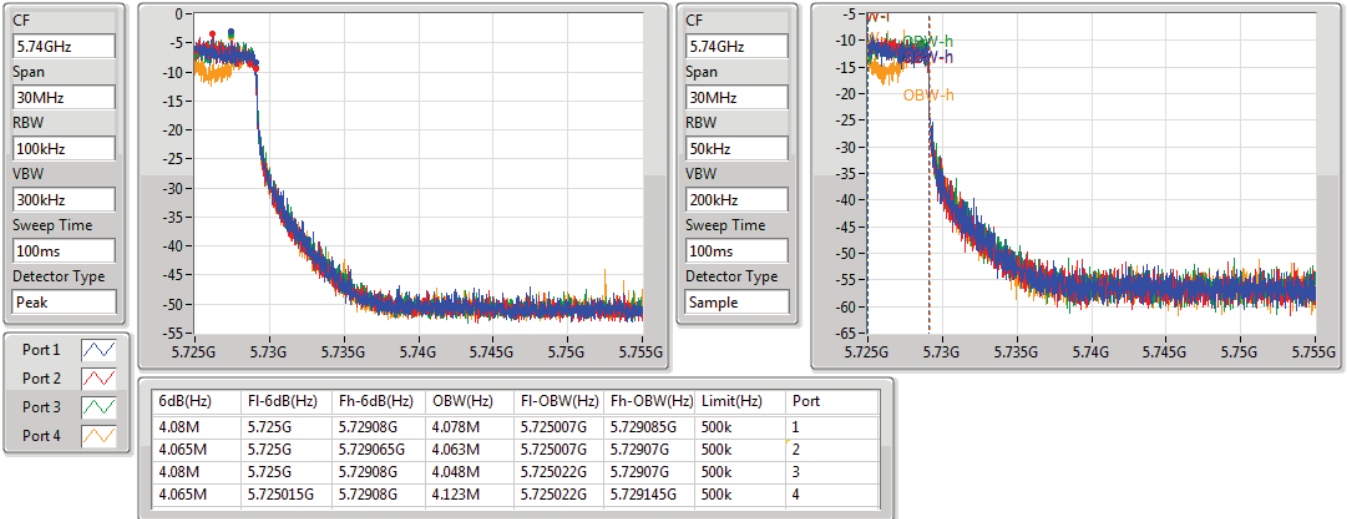 CF
5.74GHz
Span
30MHz
RBW
100kHz
VBW
300kHz
Sweep Time
100ms
Detector Type
Peak
0
-5
-10
-15
-20
-25
-30
-35
-40
-45
-50
-55
5.725G 5.73G 5.735G 5.74G 5.745G 5.75G 5.755G
CF
5.74GHz
Span
30MHz
RBW
50kHz
VBW
200kHz
Sweep Time
100ms
Detector Type
Sample
-5
-10
-15
-20
-25
-30
-35
-40
-45
-50
-55
-60
-65
OBW-h
OBW-h
OBW-h
5.725G 5.73G 5.735G 5.74G 5.745G 5.75G 5.755G
Port 1
Port 2
Port 3
Port 4
6dB(Hz) Fl-6dB(Hz) Fh-6dB(Hz) OBW(Hz) Fl-OBW(Hz) Fh-OBW(Hz) Limit(Hz) Port
4.08M 5.725G 5.72908G 4.078M 5.725007G 5.729085G 500k 1
4.065M 5.725G 5.729065G 4.063M 5.725007G 5.72907G 500k 2
4.08M 5.725G 5.72908G 4.048M 5.725022G 5.72907G 500k 3
4.065M 5.725015G 5.72908G 4.123M 5.725022G 5.729145G 500k 4